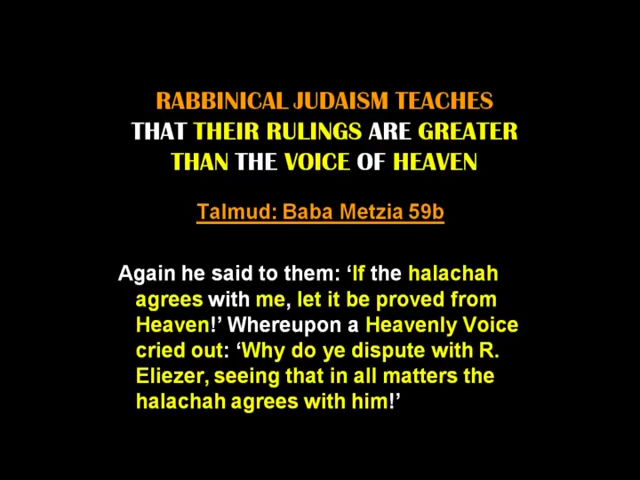 RABBINICAL JUDAISM TEACHES
THAT THEIR RULINGS ARE GREATER
THAN THE VOICE OF HEAVEN
Talmud: Baba Metzia 59b
Again he said to them: ‘If the halachah
agrees with me, let it be proved from
Heaven!’ Whereupon a Heavenly Voice
cried out: ‘Why do ye dispute with R.
Eliezer, seeing that in all matters the
halachah agrees with him!’